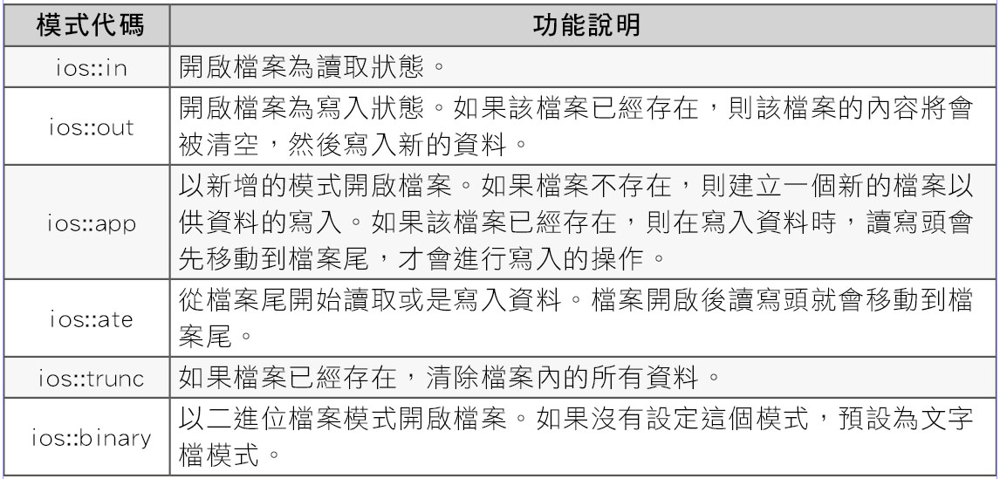 模式代碼 功能說明
ios::in 開啟檔案為讀取狀態。
ios::out 開啟檔案為寫入狀態。如果該檔案已經存在，則該檔案的內容將會
被清空，然後寫入新的資料。
ios::app 以新增的模式開啟檔案。如果檔案不存在，則建立一個新的檔案以
供資料的寫入。如果該檔案已經存在，則在寫入資料時，讀寫頭會
先移動到檔案尾，才會進行寫入的操作。
ios::ate 從檔案尾開始讀取或是寫入資料。檔案開啟後讀寫頭就會移動到檔
案尾。
ios::trunc 如果檔案已經存在，清除檔案內的所有資料。
ios::binary 以二進位檔案模式開啟檔案。如果沒有設定這個模式，預設為文字
檔模式。